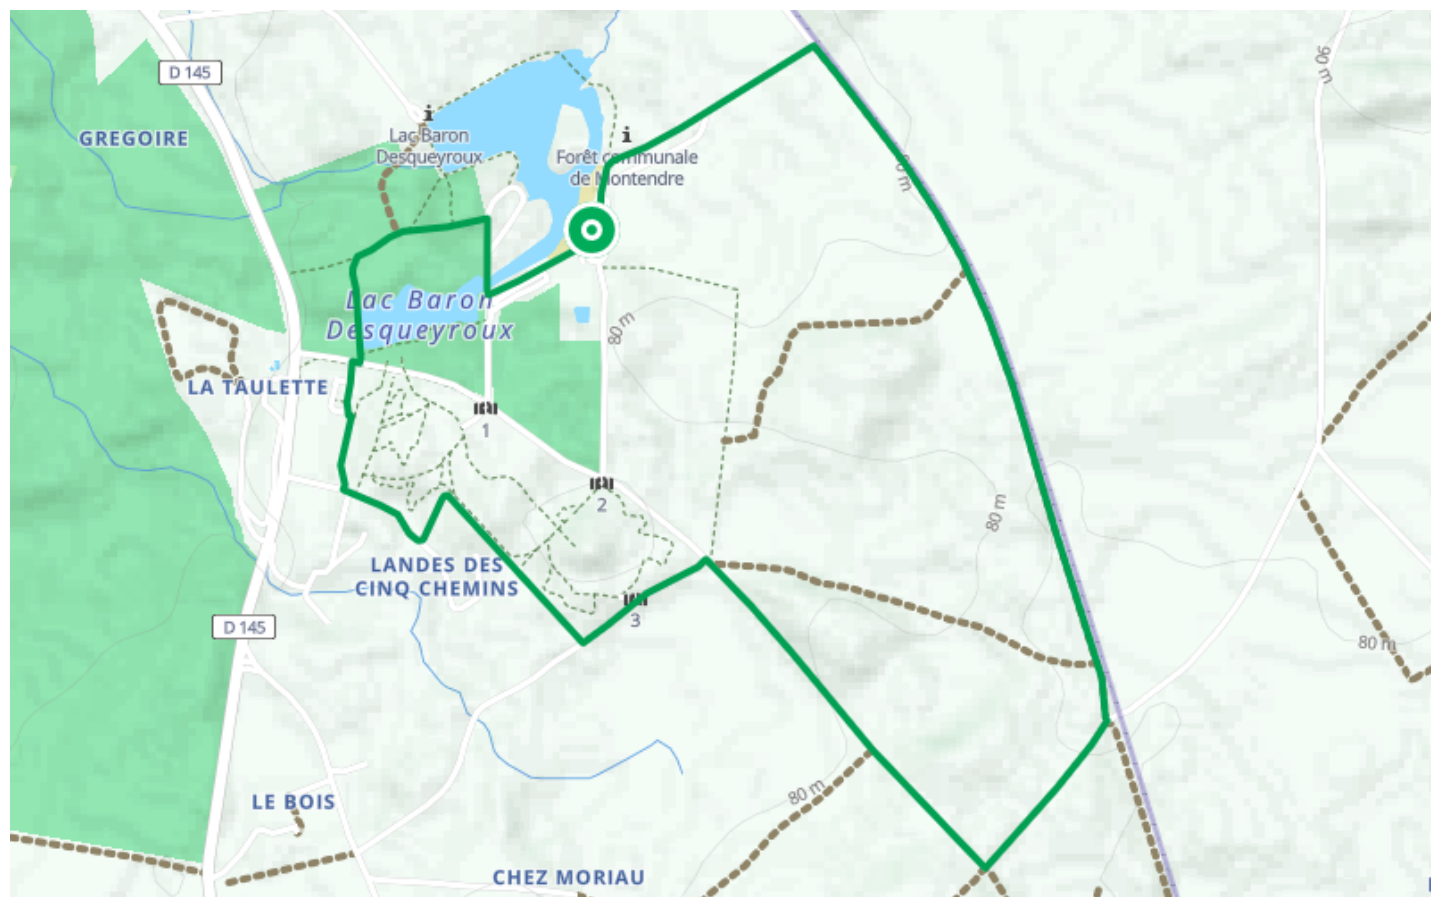 90 m
D 145
GREGOIRE
Lac Baron
Desqueyroux
Forêt communale
de Montendre
Lac Baron
Desqueyroux
80 m
LA TAULETTE
1
2
80 m
LANDES DES
CINQ CHEMINS
3
D 145
80 m
80 m
LE BOIS
CHEZ MORIAU